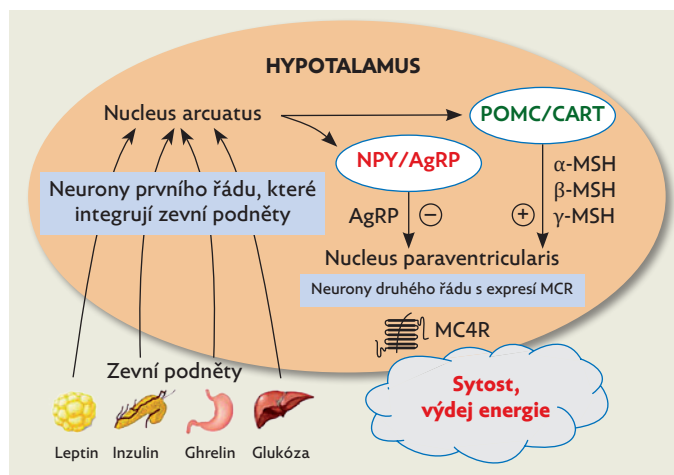 HYPOTALAMUS
Nucleus arcuatus
POMC/CART
NPY/AgRP
Neurony prvního řádu, které
integrují zevní podněty
AgRP
−
+
α-MSH
β-MSH
γ-MSH
Nucleus paraventricularis
Neurony druhého řádu s expresí MCR
MC4R
Zevní podněty
Sytost,
výdej energie
Leptin Inzulin Ghrelin Glukóza